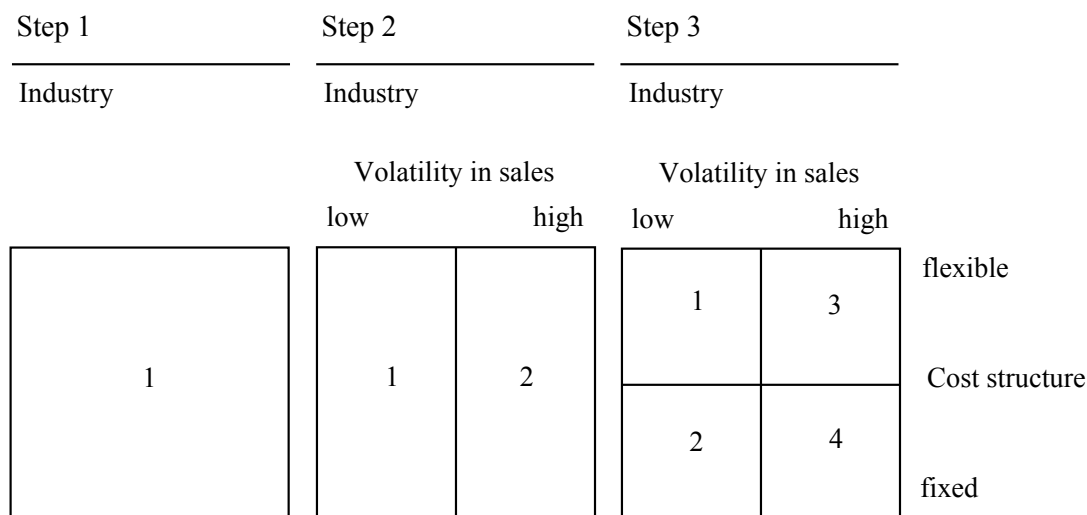 Step 1
Step 2
Step 3
Industry
Industry
Industry
Volatility in sales
Volatility in sales
low
high
low
high
flexible
1
3
1
1
2
Cost structure
2
4
fixed